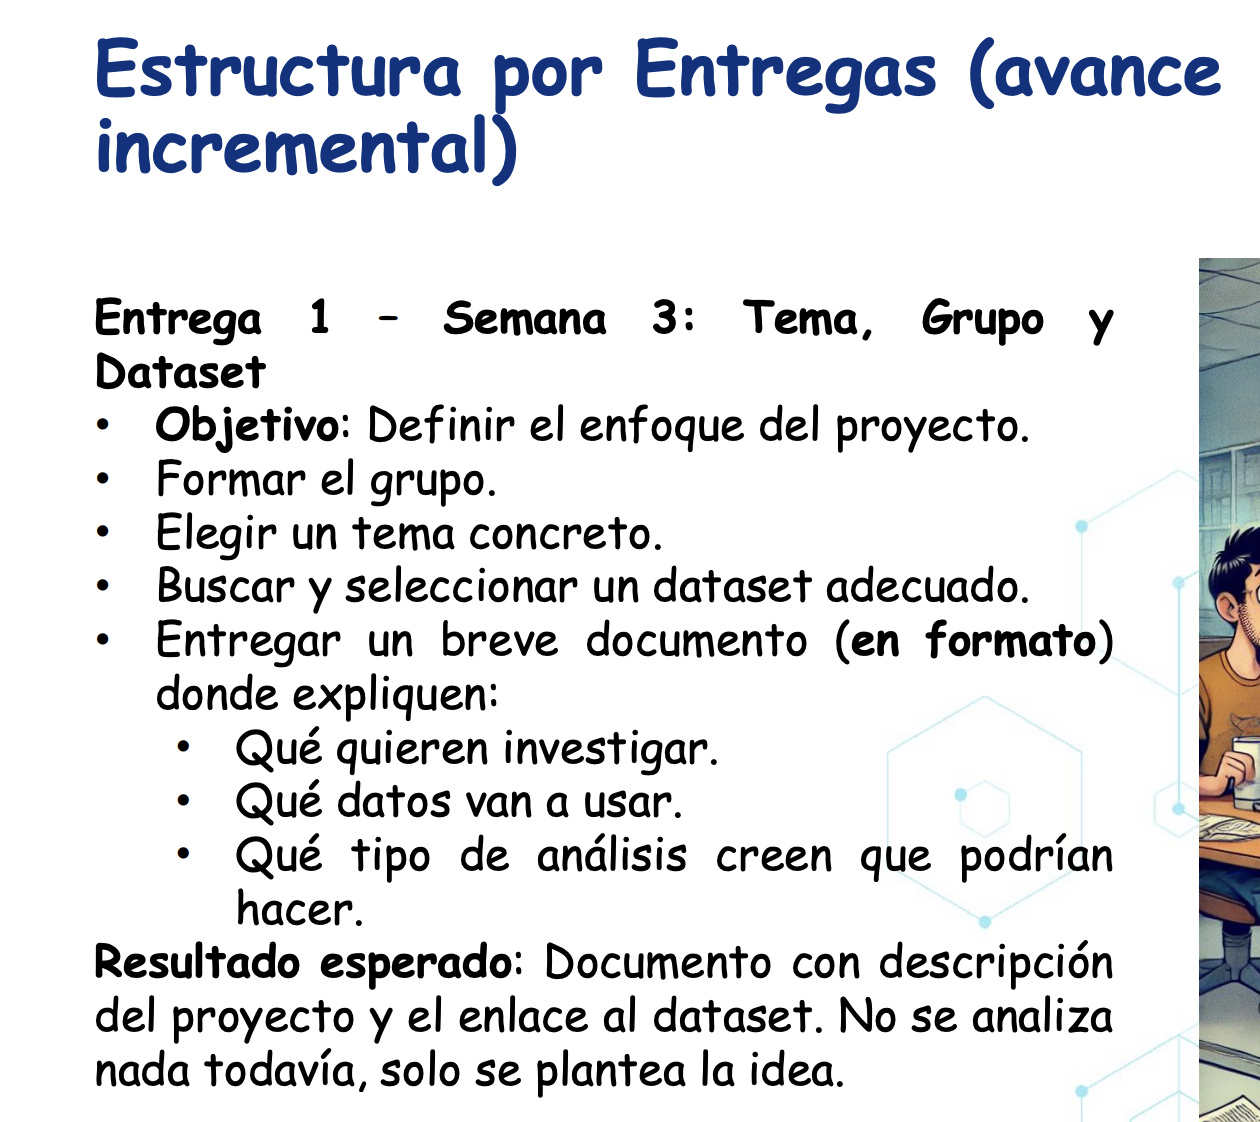 Estructura por Entregas (avance
incremental)
Entrega 1 – Semana 3: Tema, Grupo y
Dataset
• Objetivo: Definir el enfoque del proyecto.
• Formar el grupo.
• Elegir un tema concreto.
• Buscar y seleccionar un dataset adecuado.
• Entregar un breve documento (en formato)
donde expliquen:
• Qué quieren investigar.
• Qué datos van a usar.
• Qué tipo de análisis creen que podrían
hacer.
Resultado esperado: Documento con descripción
del proyecto y el enlace al dataset. No se analiza
nada todavía, solo se plantea la idea.